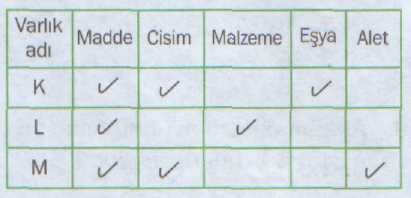 Varlık adı Madde Cisim Malzeme Eşya Alet
K ✓ ✓ ✓
L ✓ ✓
M ✓ ✓ ✓